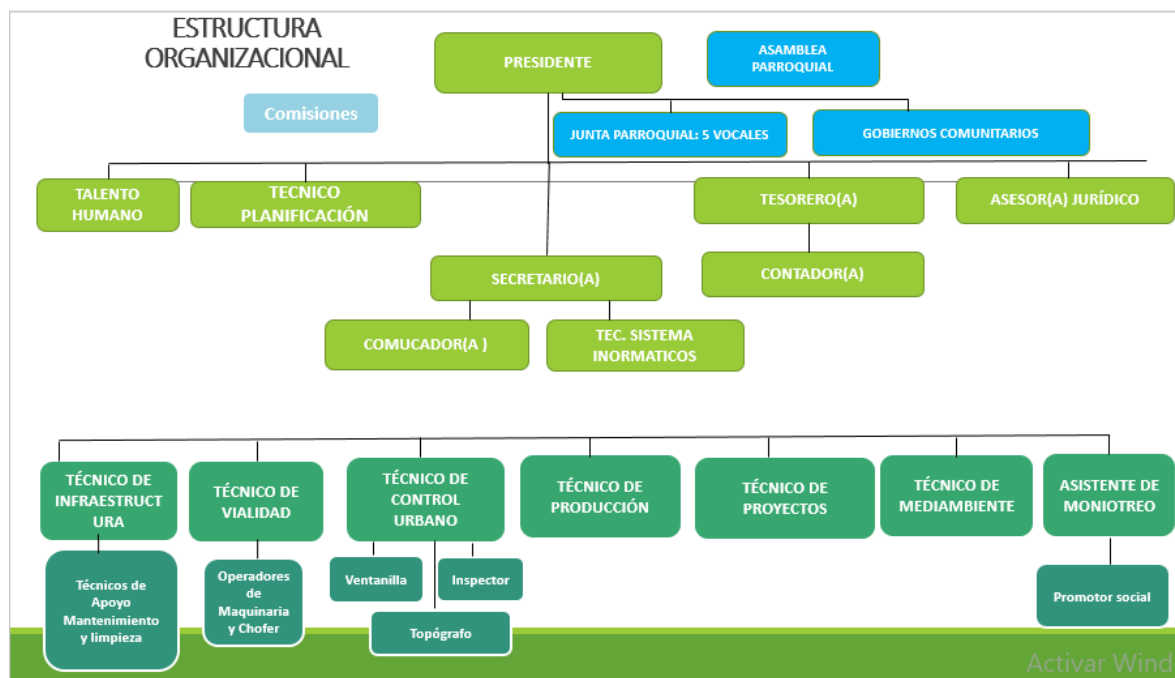 ESTRUCTURA
ORGANIZACIONAL
PRESIDENTE
ASAMBLEA
PARROQUIAL
Comisiones
JUNTA PARROQUIAL: 5 VOCALES
GOBIERNOS COMUNITARIOS
TALENTO
HUMANO
TECNICO
PLANIFICACIÓN
TESORERO(A)
ASESOR(A) JURÍDICO
SECRETARIO(A)
CONTADOR(A)
COMUCADOR(A )
TEC. SISTEMA
INORMATICOS
TÉCNICO DE
INFRAESTRUCT
URA
TÉCNICO DE
VIALIDAD
TÉCNICO DE
CONTROL
URBANO
TÉCNICO DE
PRODUCCIÓN
TÉCNICO DE
PROYECTOS
TÉCNICO DE
MEDIAMBIENTE
ASISTENTE DE
MONIOTREO
Técnicos de
Apoyo
Mantenimiento
y limpieza
Operadores
de
Maquinaria
y Chofer
Ventanilla
Inspector
Topógrafo
Promotor social
Activar Wind